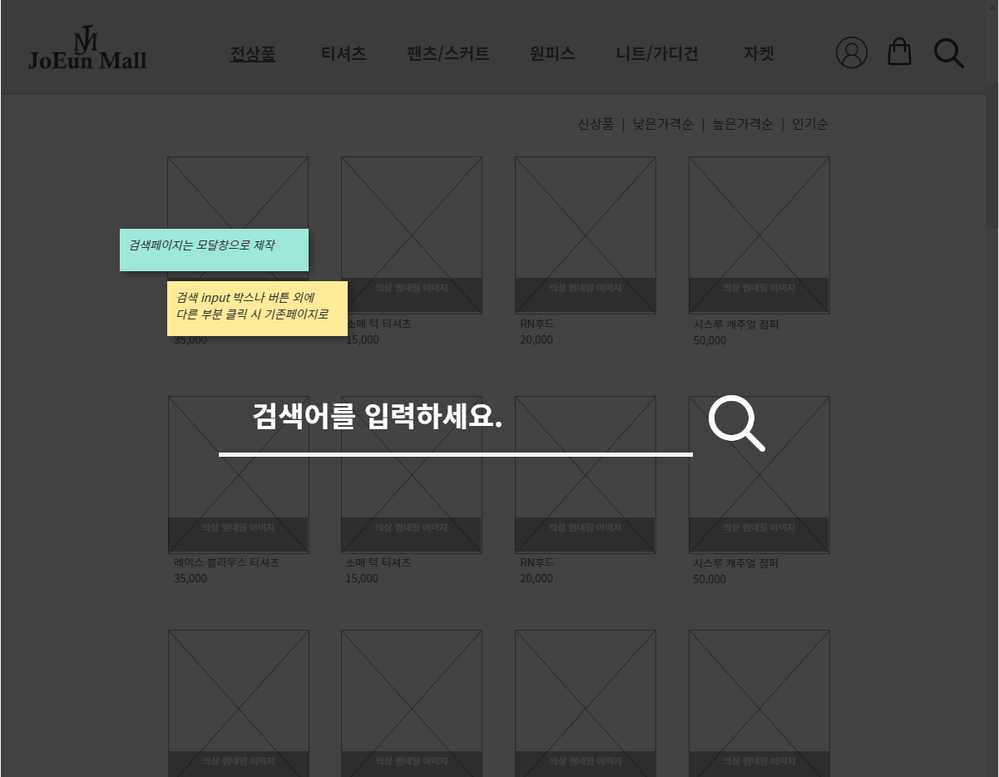 JM
JoEun Mall
전상품 티셔츠 팬츠/스커트 원피스 니트/가디건 자켓
신상품 | 낮은가격순 | 높은가격순 | 인기순
검색페이지는 모달창으로 제작
검색 input 박스나 버튼 외에
다른 부분 클릭 시 기존페이지로
의상 썸네일 이미지 의상 썸네일 이미지 의상 썸네일 이미지
소매 턱 티셔츠 RN후드 시스루 캐주얼 점퍼
35,000 15,000 20,000 50,000
검색어를 입력하세요.
의상 썸네일 이미지 의상 썸네일 이미지 의상 썸네일 이미지 의상 썸네일 이미지
레이스 블라우스 티셔츠 소매 턱 티셔츠 RN후드 시스루 캐주얼 점퍼
35,000 15,000 20,000 50,000
의상 썸네일 이미지 의상 썸네일 이미지 의상 썸네일 이미지 의상 썸네일 이미지